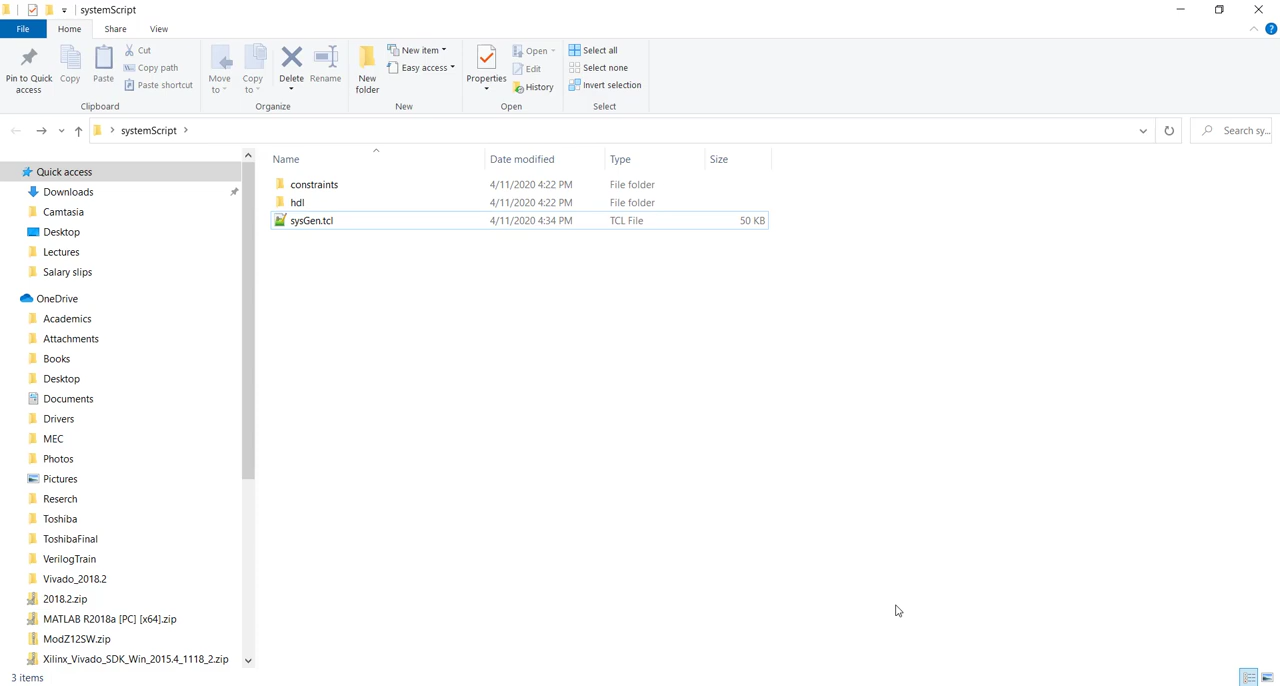 systemScript
File Home Share View
Pin to Quick access
Copy
Paste
Cut
Copy path
Paste shortcut
Clipboard
Move to
Copy to
Delete
Rename
Organize
New folder
New item
Easy access
New
Properties
Open
Edit
History
Open
Select all
Select none
Invert selection
Select
systemScript
Search sy...
Quick access
Downloads
Camtasia
Desktop
Lectures
Salary slips
OneDrive
Academics
Attachments
Books
Desktop
Documents
Drivers
MEC
Photos
Pictures
Reserch
Toshiba
ToshibaFinal
VerilogTrain
Vivado_2018.2
2018.2.zip
MATLAB R2018a [PC] [x64].zip
ModZ12SW.zip
Xilinx_Vivado_SDK_Win_2015.4_1118_2.zip
Name Date modified Type Size
constraints 4/11/2020 4:22 PM File folder
hdl 4/11/2020 4:22 PM File folder
sysGen.tcl 4/11/2020 4:34 PM TCL File 50 KB
3 items